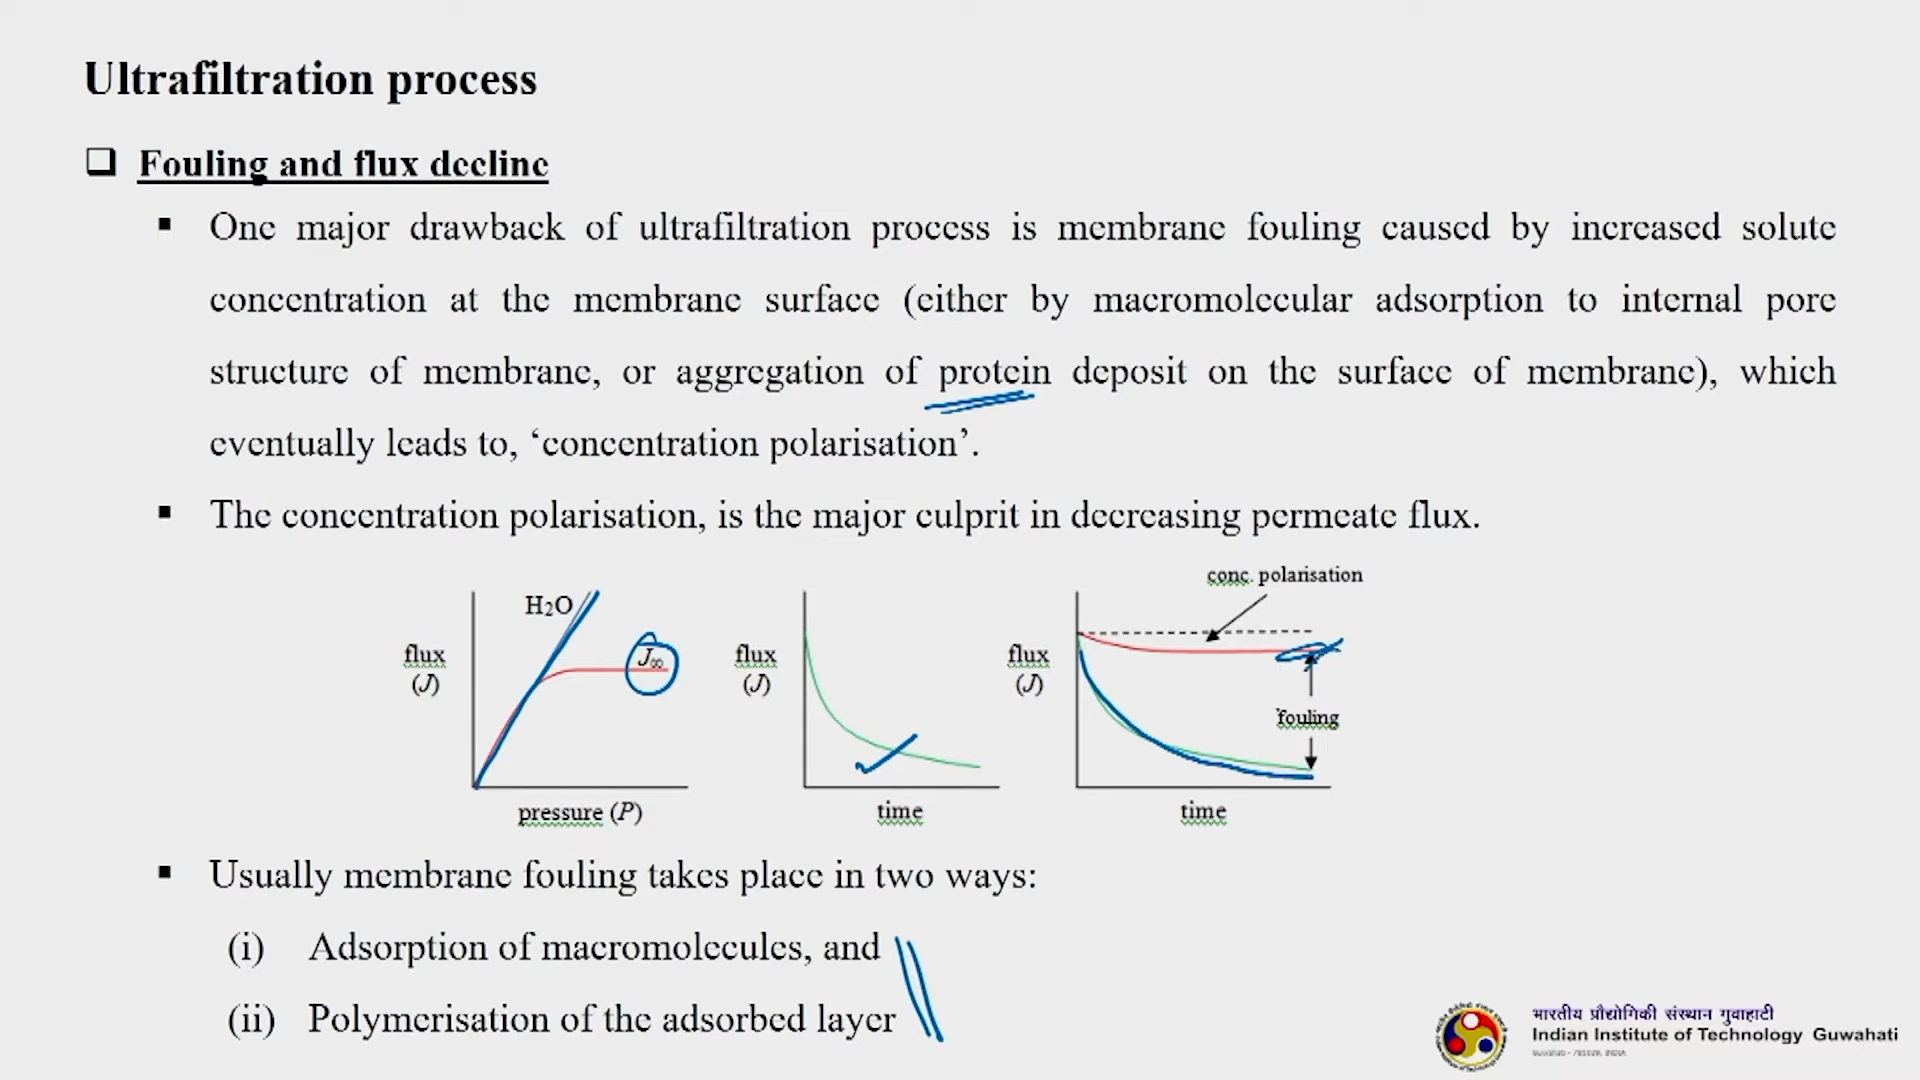 Ultrafiltration process
❑ Fouling and flux decline
▪ One major drawback of ultrafiltration process is membrane fouling caused by increased solute
concentration at the membrane surface (either by macromolecular adsorption to internal pore
structure of membrane, or aggregation of protein deposit on the surface of membrane), which
eventually leads to, ‘concentration polarisation’.
▪ The concentration polarisation, is the major culprit in decreasing permeate flux.
conc. polarisation
H₂O
flux
(J)
J∞
pressure (P)
flux
(J)
time
flux
(J)
fouling
time
▪ Usually membrane fouling takes place in two ways:
(i) Adsorption of macromolecules, and
(ii) Polymerisation of the adsorbed layer
भारतीय प्रौद्योगिकी संस्थान गुवाहाटी
Indian Institute of Technology Guwahati
Guwahati - 781039, INDIA